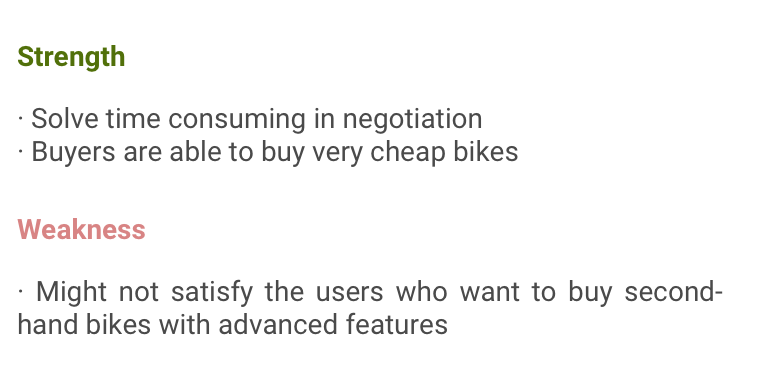 Strength
· Solve time consuming in negotiation
· Buyers are able to buy very cheap bikes
Weakness
· Might not satisfy the users who want to buy second-
hand bikes with advanced features